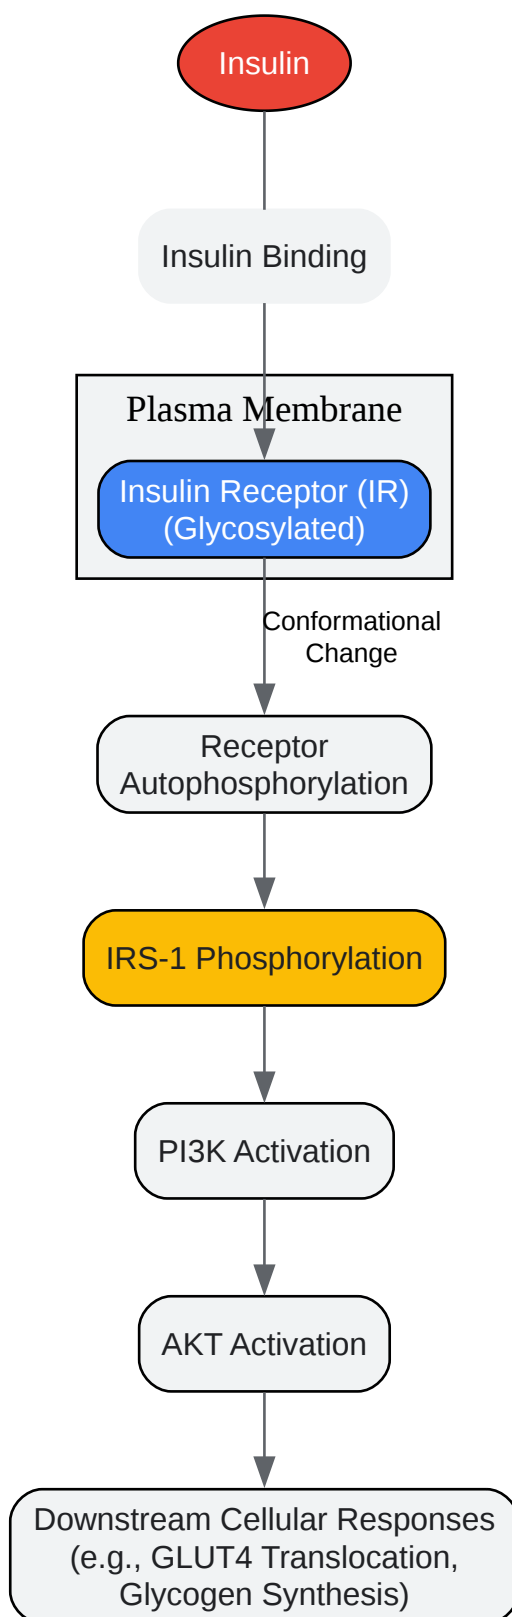 Insulin
Insulin Binding
Plasma Membrane
Insulin Receptor (IR)
(Glycosylated)
Conformational
Change
Receptor
Autophosphorylation
IRS-1 Phosphorylation
PI3K Activation
AKT Activation
Downstream Cellular Responses
(e.g., GLUT4 Translocation,
Glycogen Synthesis)